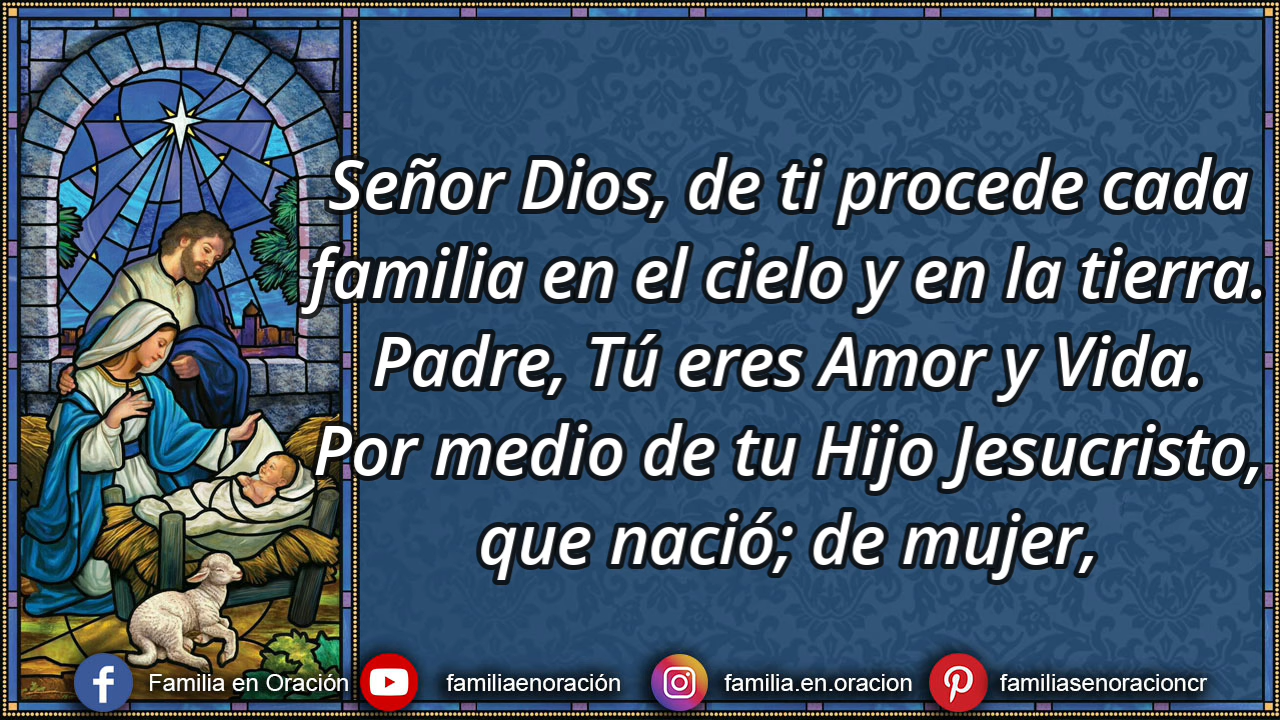 Señor Dios, de ti procede cada
familia en el cielo y en la tierra.
Padre, Tú eres Amor y Vida.
Por medio de tu Hijo Jesucristo,
que nació; de mujer,
Familia en Oración
familiaenoración
familia.en.oracion
familiasenoracioncr